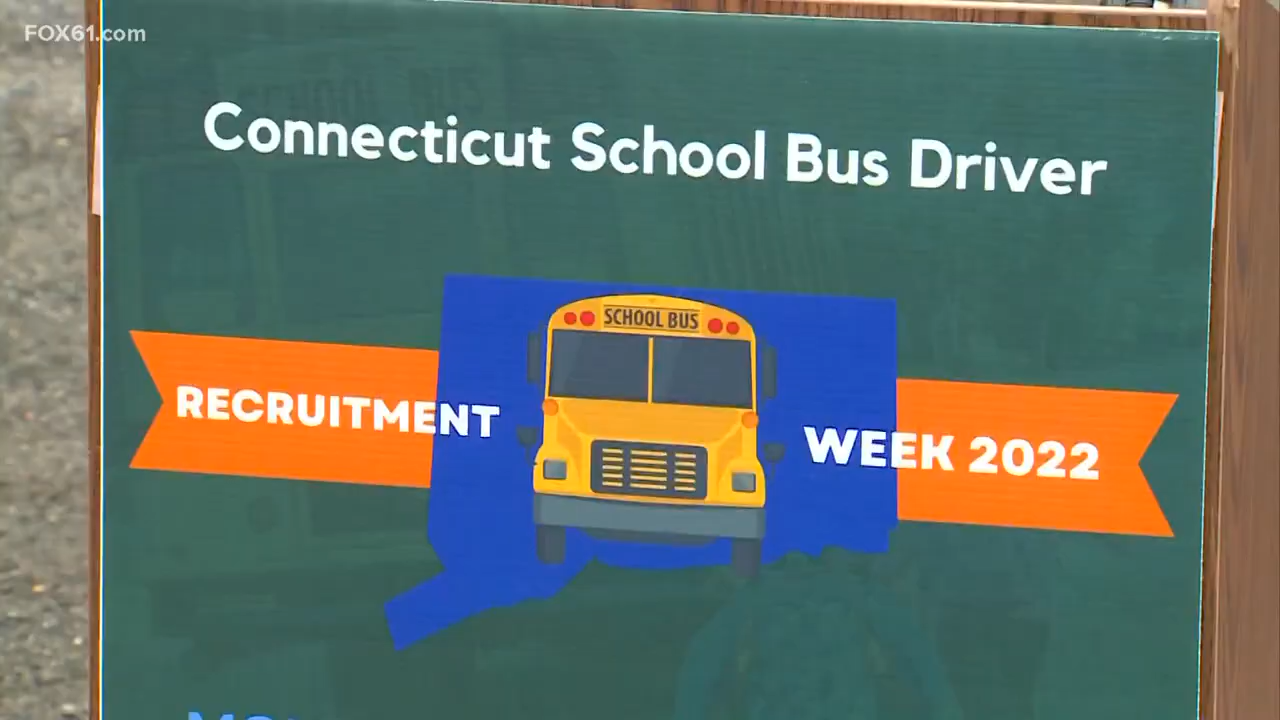 FOX61.com
Connecticut School Bus Driver
SCHOOL BUS
RECRUITMENT
WEEK 2022